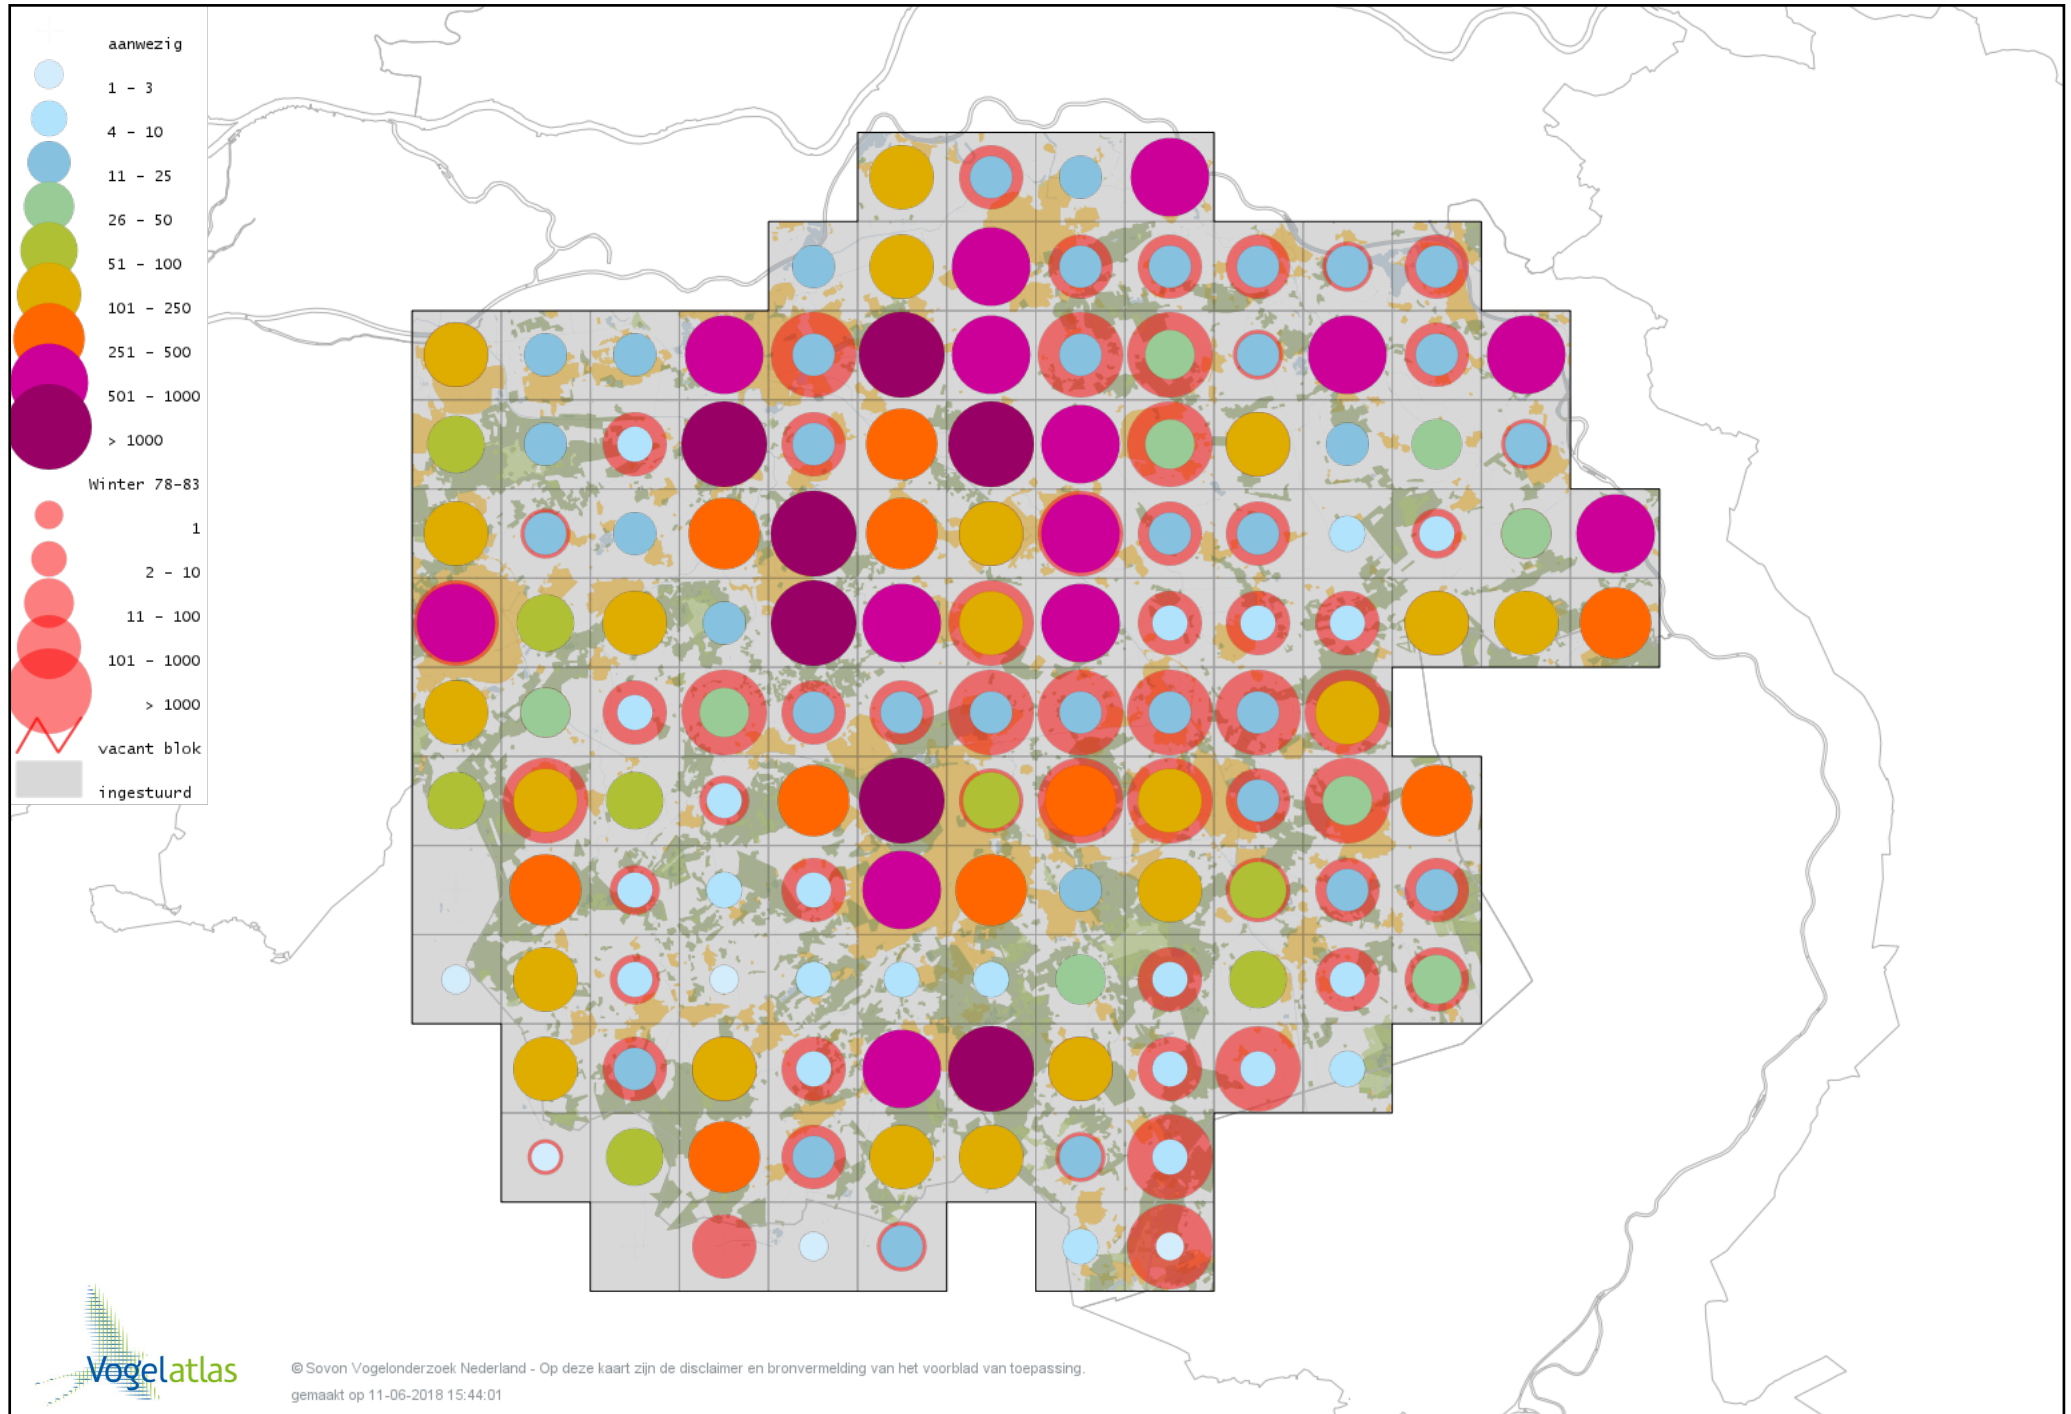 aanwezig
1 - 3
4 - 10
11 - 25
26 - 50
51 - 100
101 - 250
251 - 500
501 - 1000
> 1000
Winter 78-83
1
2 - 10
11 - 100
101 - 1000
> 1000
vacant blok
ingestuurd
Vogelatlas
© Sovon Vogelonderzoek Nederland - Op deze kaart zijn de disclaimer en bronvermelding van het voorblad van toepassing.
gemaakt op 11-06-2018 15:44:01